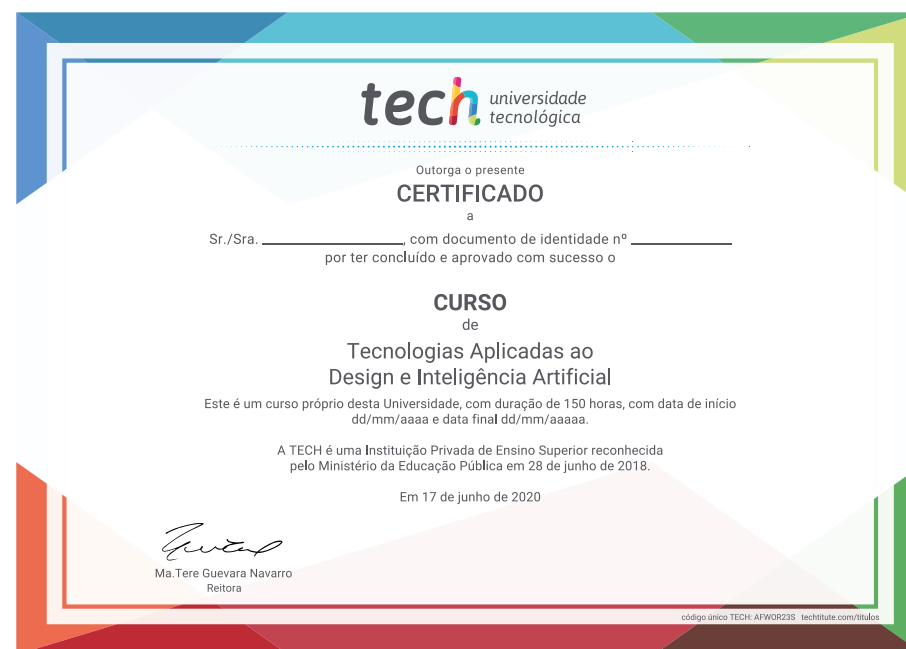 tech universidade
tecnológica
Outorga o presente
CERTIFICADO
a
Sr./Sra. ____________, com documento de identidade nº ____________
por ter concluído e aprovado com sucesso o
CURSO
de
Tecnologias Aplicadas ao
Design e Inteligência Artificial
Este é um curso próprio desta Universidade, com duração de 150 horas, com data de início
dd/mm/aaaa e data final dd/mm/aaaaa.
A TECH é uma Instituição Privada de Ensino Superior reconhecida
pelo Ministério da Educação Pública em 28 de junho de 2018.
Em 17 de junho de 2020
Ma.Tere Guevara Navarro
Reitora
código único TECH: AFWOR23S techtitute.com/titulos